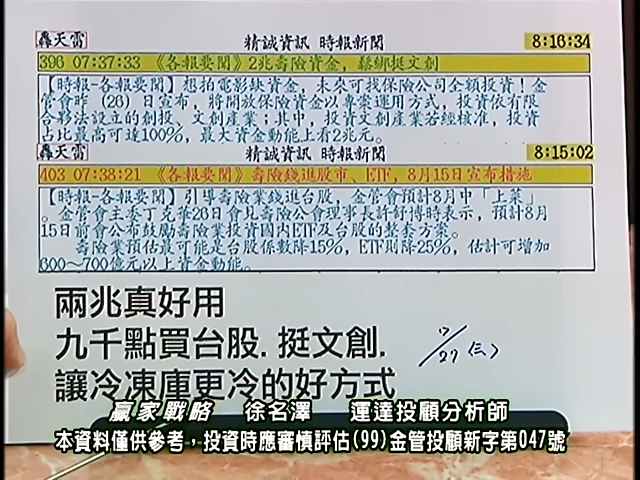 轟天雷 精誠資訊 時報新聞 8:16:34
396 07:37:33 《各報要聞》2兆壽險資金，鬆綁挺文創
【時報-各報要聞】想拍電影缺資金，未來可找保險公司全額投資！金
管會昨（26）日宣布，將開放保險資金以專案運用方式，投資依有限
合夥法設立的創投、文創產業；其中，投資文創產業若經核准，投資
占比最高可達100%，最大資金動能上看2兆元。
轟天雷 精誠資訊 時報新聞 8:15:02
403 07:38:21 《各報要聞》壽險錢進股市、ETF，8月15日宣布措施
【時報-各報要聞】引導壽險業錢進台股，金管會預計8月中「上菜」
。金管會主委丁克華26日會見壽險公會理事長許舒博時表示，預計8月
15日前會公布鼓勵壽險業投資國內ETF及台股的整套方案。
壽險業預估最可能是台股係數降15%，ETF則降25%，估計可增加
600～700億元以上資金動能。
兩兆真好用
九千點買台股.挺文創.
讓冷凍庫更冷的好方式
7/27(三)
贏家戰略 徐名澤 運達投顧分析師
本資料僅供參考，投資時應審慎評估(99)金管投顧新字第047號